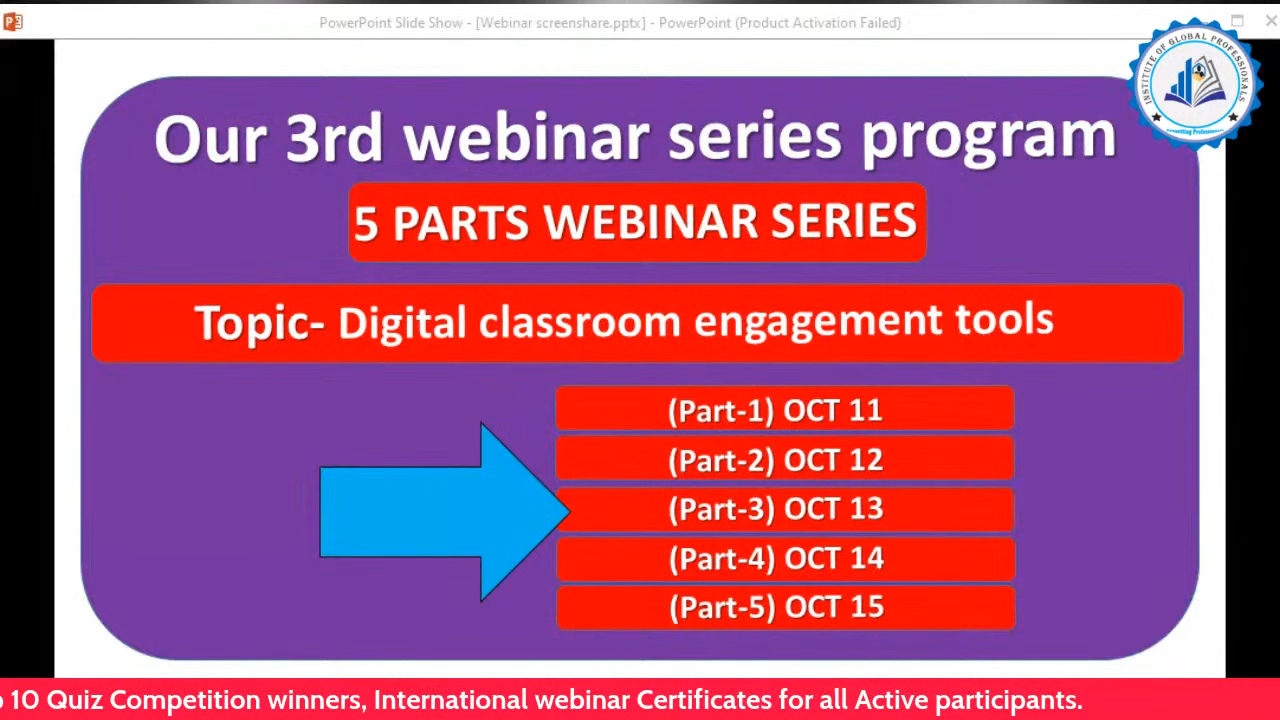 PowerPoint Slide Show - [Webinar screenshare.pptx] - PowerPoint (Product Activation Failed)
INSTITUTE OF GLOBAL PROFESSIONALS
Connecting Professionals
Our 3rd webinar series program
5 PARTS WEBINAR SERIES
Topic- Digital classroom engagement tools
(Part-1) OCT 11
(Part-2) OCT 12
(Part-3) OCT 13
(Part-4) OCT 14
(Part-5) OCT 15
10 Quiz Competition winners, International webinar Certificates for all Active participants.